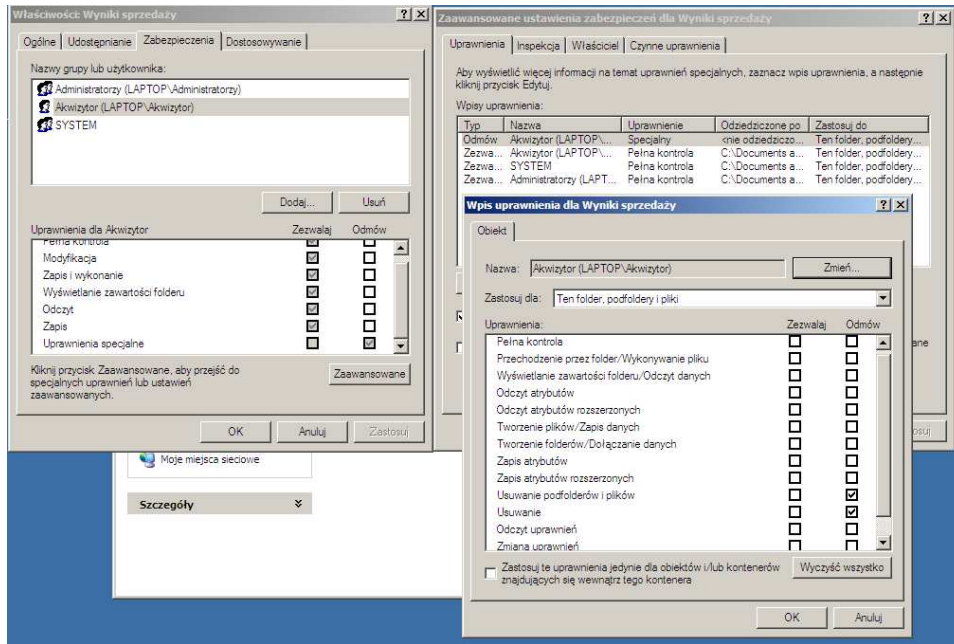 Właściwości: Wyniki sprzedaży
Ogólne Udostępnianie Zabezpieczenia Dostosowywanie
Nazwy grupy lub użytkownika:
Administratorzy (LAPTOP\Administratorzy)
Akwizytor (LAPTOP\Akwizytor)
SYSTEM
Dodaj... Usuń
Uprawnienia dla Akwizytor Zezwalaj Odmów
Pełna kontrola
Modyfikacja
Zapis i wykonanie
Wyświetlanie zawartości folderu
Odczyt
Zapis
Uprawnienia specjalne
Kliknij przycisk Zaawansowane, aby przejść do
specjalnych uprawnień lub ustawień
zaawansowanych.
Zaawansowane
OK Anuluj Zastosuj
Moje miejsca sieciowe
Szczegóły
Zaawansowane ustawienia zabezpieczeń dla Wyniki sprzedaży
Uprawnienia Inspekcja Właściciel Czynne uprawnienia
Aby wyświetlić więcej informacji na temat uprawnień specjalnych, zaznacz wpis uprawnienia, a następnie
kliknij przycisk Edytuj.
Wpisy uprawnienia:
Typ Nazwa Uprawnienie Odziedziczone po Zastosuj do
Odmów Akwizytor (LAPTOP\... Specjalny <nie odziedziczo... Ten folder, podfoldery...
Zezwa... Akwizytor (LAPTOP\... Pełna kontrola C:\Documents a... Ten folder, podfoldery...
Zezwa... SYSTEM Pełna kontrola C:\Documents a... Ten folder, podfoldery...
Zezwa... Administratorzy (LAPT... Pełna kontrola C:\Documents a... Ten folder, podfoldery...
Wpis uprawnienia dla Wyniki sprzedaży
Obiekt
Nazwa: Akwizytor (LAPTOP\Akwizytor) Zmień...
Zastosuj dla: Ten folder, podfoldery i pliki
Uprawnienia: Zezwalaj Odmów
Pełna kontrola
Przechodzenie przez folder/Wykonywanie pliku
Wyświetlanie zawartości folderu/Odczyt danych
Odczyt atrybutów
Odczyt atrybutów rozszerzonych
Tworzenie plików/Zapis danych
Tworzenie folderów/Dołączanie danych
Zapis atrybutów
Zapis atrybutów rozszerzonych
Usuwanie podfolderów i plików
Usuwanie
Odczyt uprawnień
Zmiana uprawnień
Zastosuj te uprawnienia jedynie dla obiektów i/lub kontenerów
znajdujących się wewnątrz tego kontenera
Wyczyść wszystko
OK Anuluj